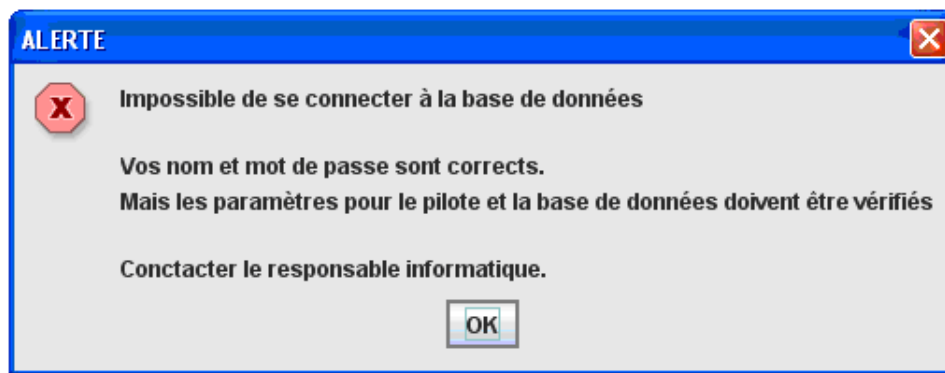 ALERTE
Impossible de se connecter à la base de données
Vos nom et mot de passe sont corrects.
Mais les paramètres pour le pilote et la base de données doivent être vérifiés
Conctacter le responsable informatique.
OK